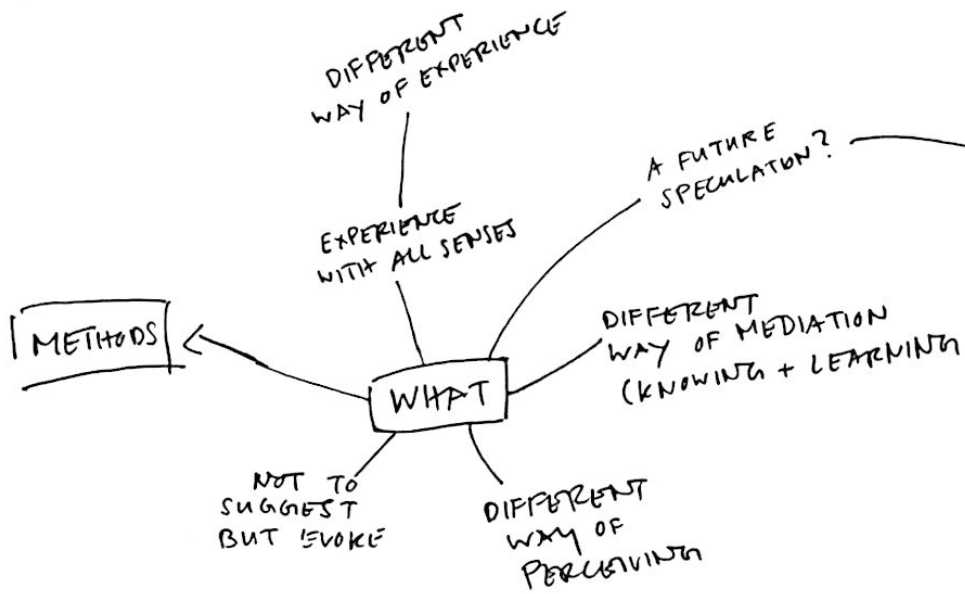 DIFFERENT
WAY OF EXPERIENCE
A FUTURE
SPECULATION?
EXPERIENCE
WITH ALL SENSES
METHODS
DIFFERENT
WAY OF MEDIATION
(KNOWING + LEARNING
WHAT
NOT TO
SUGGEST
BUT EVOKE
DIFFERENT
WAY OF
PERCEIVING